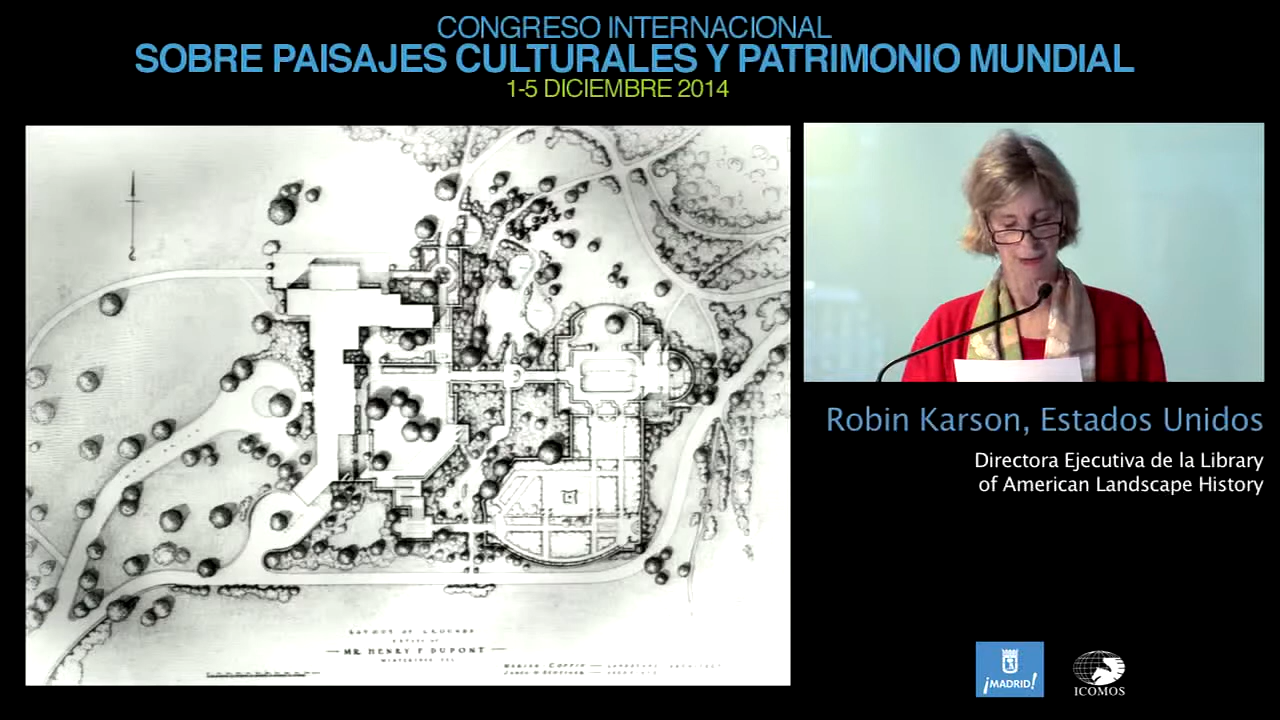 CONGRESO INTERNACIONAL
SOBRE PAISAJES CULTURALES Y PATRIMONIO MUNDIAL
1-5 DICIEMBRE 2014
Robin Karson, Estados Unidos
Directora Ejecutiva de la Library
of American Landscape History
MR HENRY F DUPONT
¡MADRID!
ICOMOS